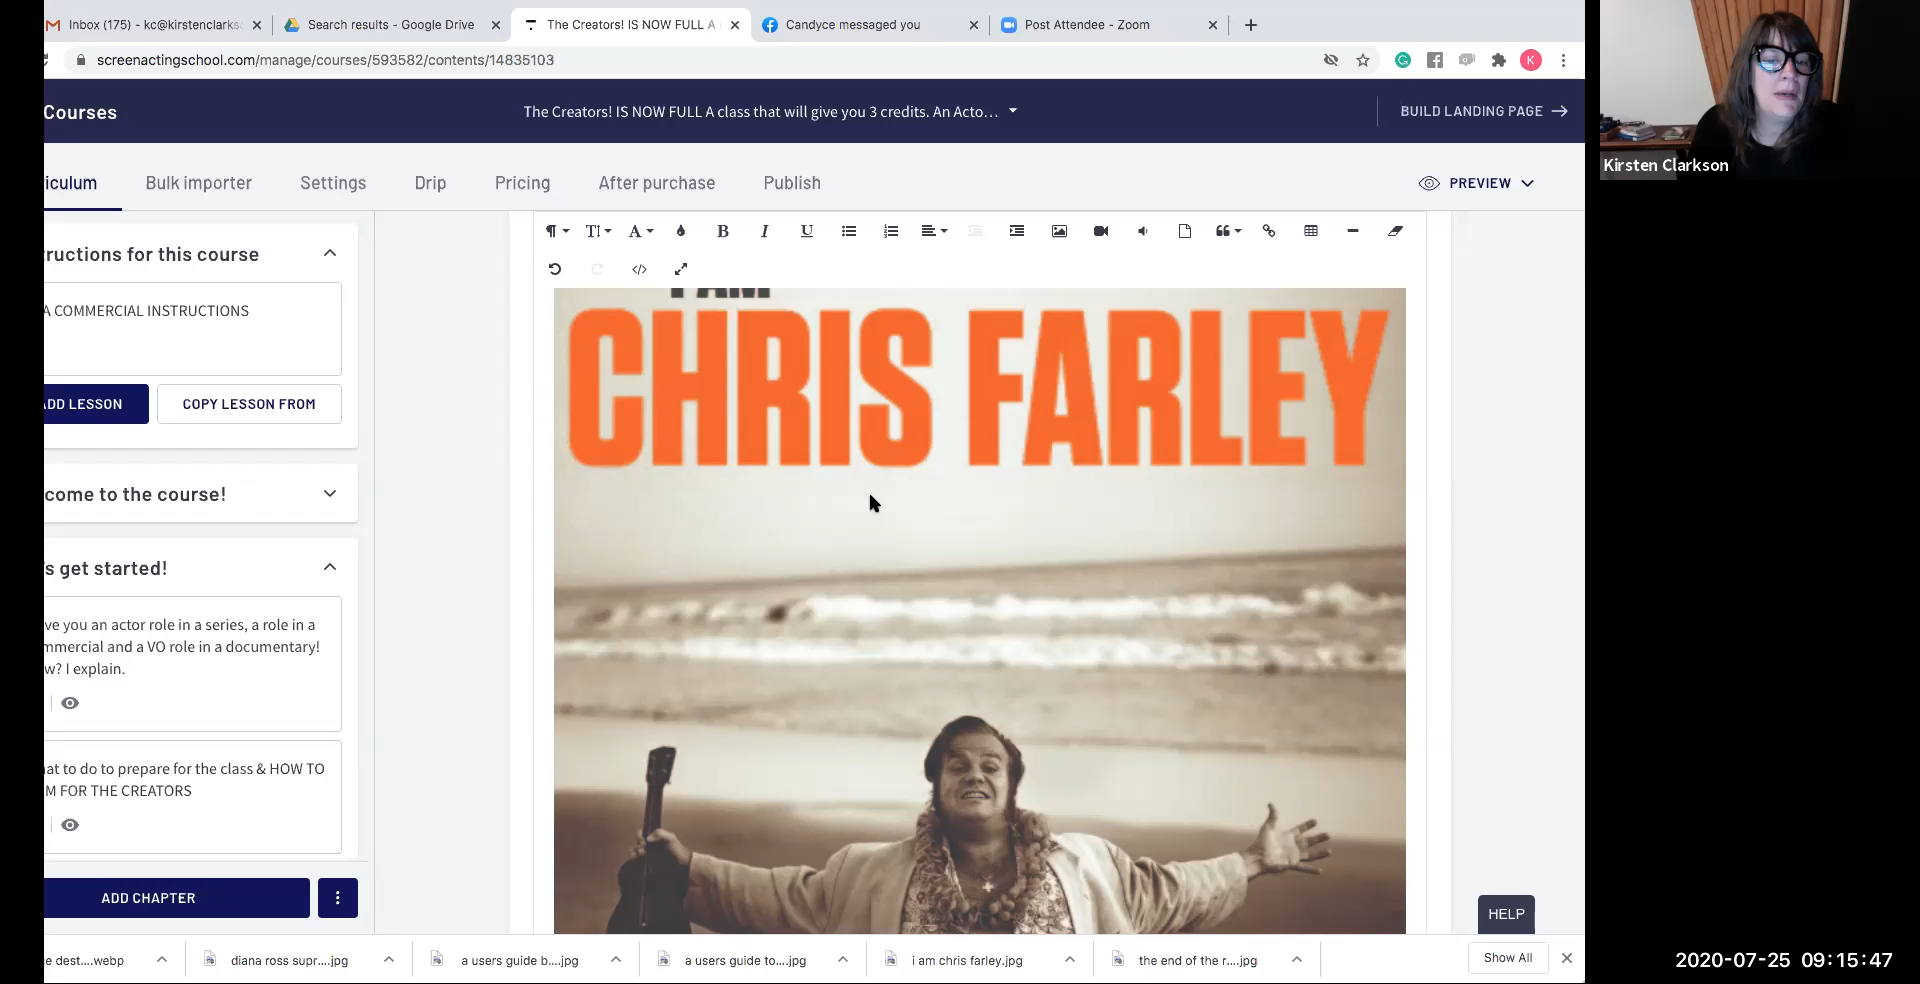 Inbox (175) - kc@kirstenclarks
Search results - Google Drive
The Creators! IS NOW FULL A
Candyce messaged you
Post Attendee - Zoom
screenactingschool.com/manage/courses/593582/contents/14835103
K
Courses
The Creators! IS NOW FULL A class that will give you 3 credits. An Acto...
BUILD LANDING PAGE
iculum
Bulk importer
Settings
Drip
Pricing
After purchase
Publish
PREVIEW
tructions for this course
A COMMERCIAL INSTRUCTIONS
ADD LESSON
COPY LESSON FROM
come to the course!
s get started!
ve you an actor role in a series, a role in a
mmercial and a VO role in a documentary!
w? I explain.
at to do to prepare for the class & HOW TO
M FOR THE CREATORS
ADD CHAPTER
I AM
CHRIS FARLEY
HELP
e dest....webp
diana ross supr....jpg
a users guide b....jpg
a users guide to....jpg
i am chris farley.jpg
the end of the r....jpg
Show All
Kirsten Clarkson
2020-07-25 09:15:47